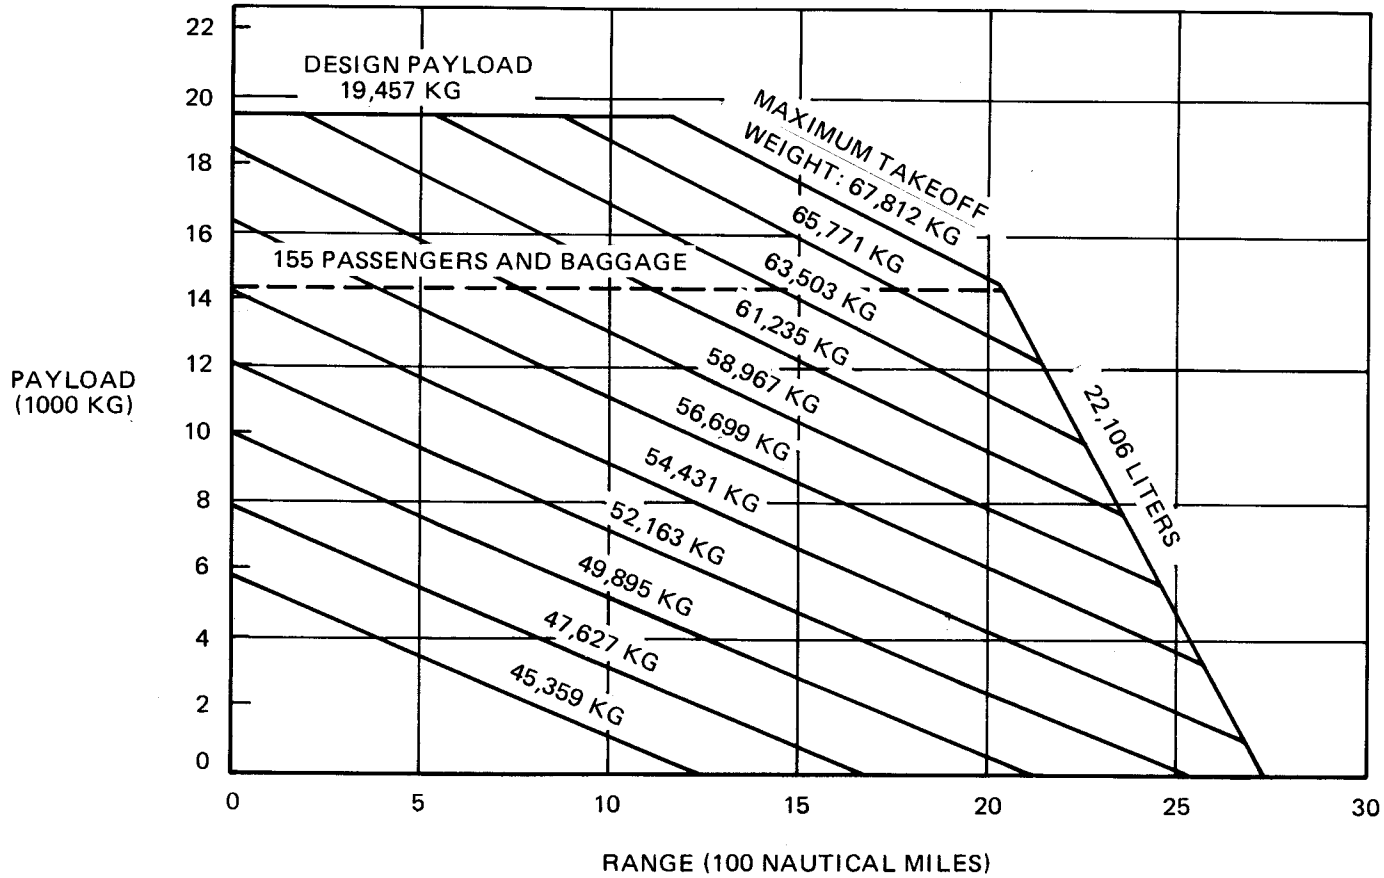 22
DESIGN PAYLOAD
19,457 KG
20
MAXIMUM TAKEOFF
WEIGHT: 67,812 KG
18
65,771 KG
16
155 PASSENGERS AND BAGGAGE
63,503 KG
14
61,235 KG
12
58,967 KG
PAYLOAD
(1000 KG)
22,106 LITERS
56,699 KG
10
54,431 KG
8
52,163 KG
6
49,895 KG
4
47,627 KG
2
45,359 KG
0
0 5 10 15 20 25 30
RANGE (100 NAUTICAL MILES)